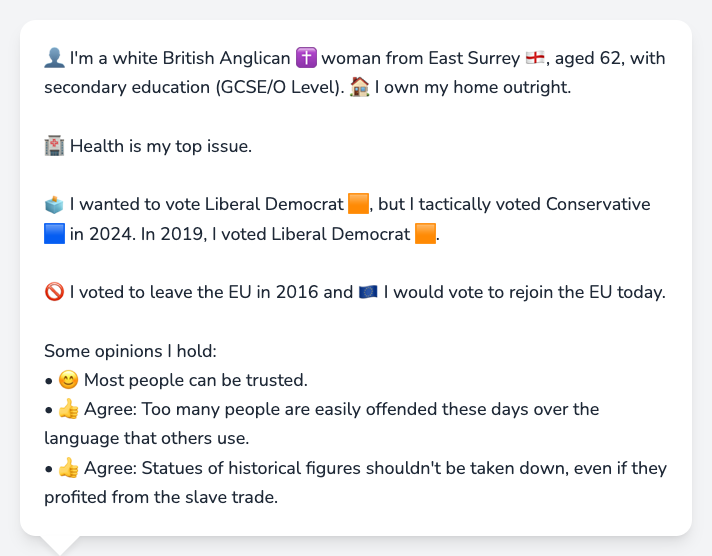 👤 I'm a white British Anglican ✝️ woman from East Surrey 🏴󠁧󠁢󠁥󠁮󠁧󠁿, aged 62, with
secondary education (GCSE/O Level). 🏠 I own my home outright.
🏥 Health is my top issue.
🗳️ I wanted to vote Liberal Democrat 🟧, but I tactically voted Conservative
🟦 in 2024. In 2019, I voted Liberal Democrat 🟧.
🚫 I voted to leave the EU in 2016 and 🇪🇺 I would vote to rejoin the EU today.
Some opinions I hold:
• 😊 Most people can be trusted.
• 👍 Agree: Too many people are easily offended these days over the
language that others use.
• 👍 Agree: Statues of historical figures shouldn't be taken down, even if they
profited from the slave trade.